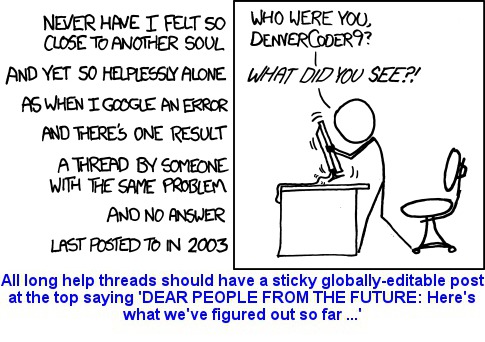 NEVER HAVE I FELT SO
CLOSE TO ANOTHER SOUL
AND YET SO HELPLESSLY ALONE
AS WHEN I GOOGLE AN ERROR
AND THERE'S ONE RESULT
A THREAD BY SOMEONE
WITH THE SAME PROBLEM
AND NO ANSWER
LAST POSTED TO IN 2003
WHO WERE YOU,
DENVERCODER9?
WHAT DID YOU SEE?!
All long help threads should have a sticky globally-editable post
at the top saying 'DEAR PEOPLE FROM THE FUTURE: Here's
what we've figured out so far ...'